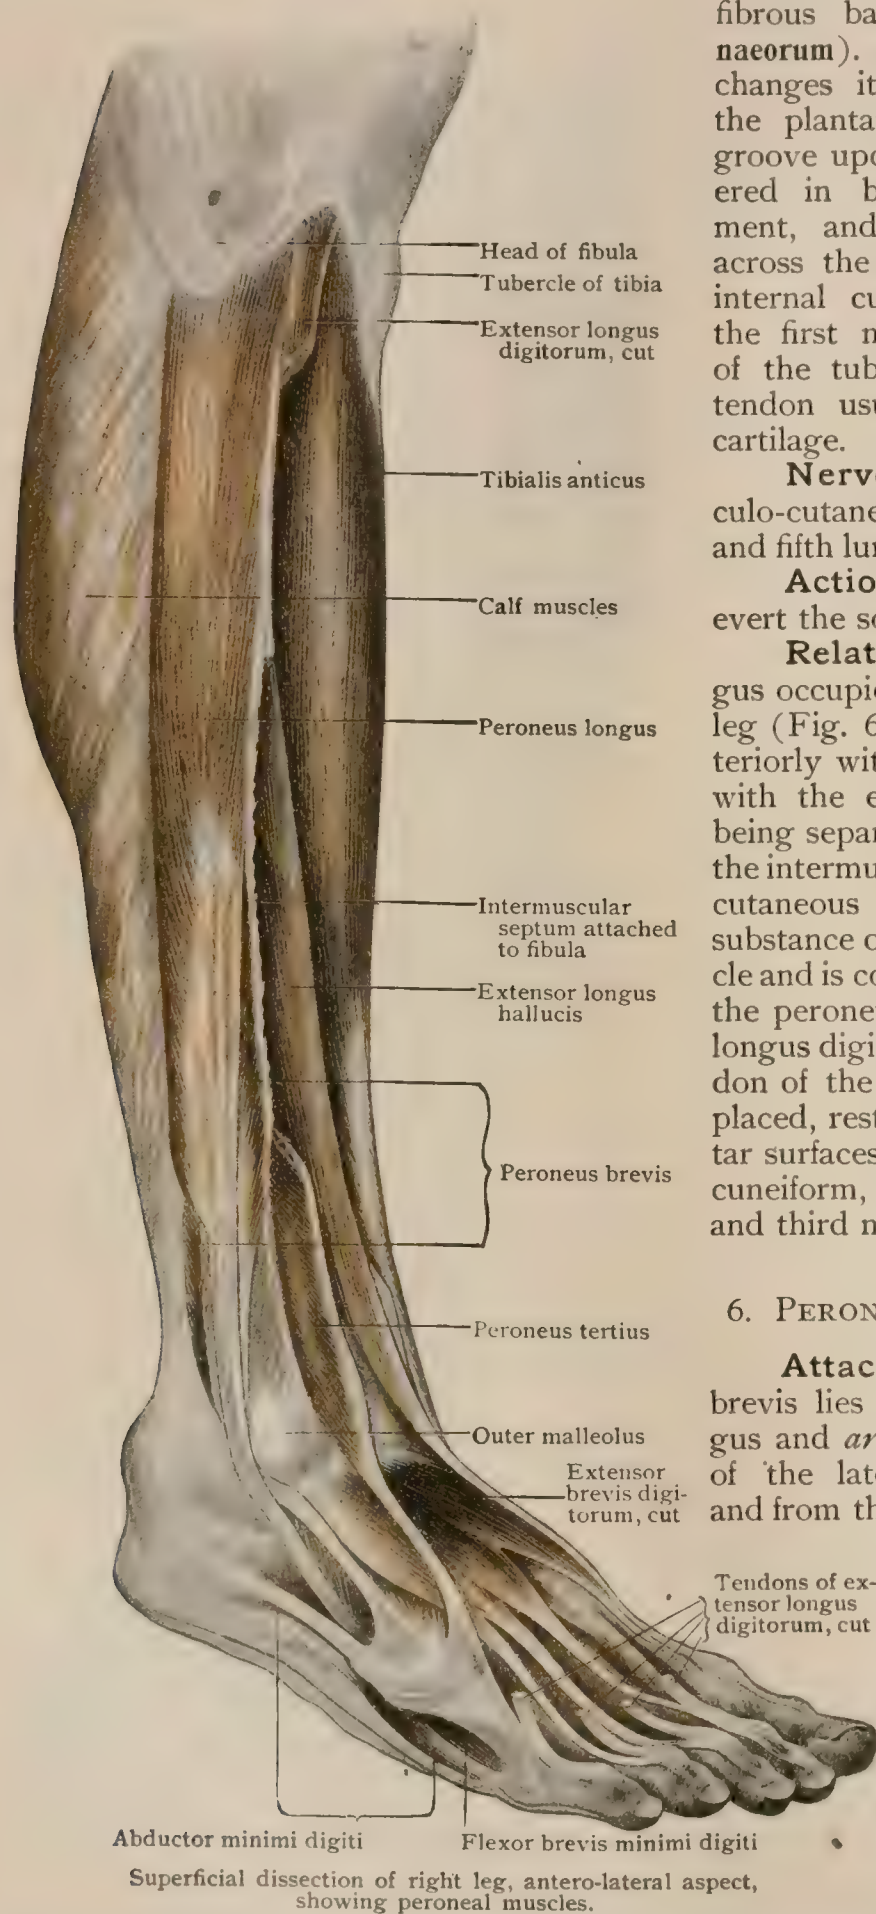 Head of fibula
Tubercle of tibia
Extensor longus
digitorum, cut
Tibialis anticus
Calf muscles
Peroneus longus
Intermuscular
septum attached
to fibula
Extensor longus
hallucis
Peroneus brevis
Peroneus tertius
Outer malleolus
Extensor
brevis digi-
torum, cut
Tendons of ex-
tensor longus
digitorum, cut
Abductor minimi digiti
Flexor brevis minimi digiti
Superficial dissection of right leg, antero-lateral aspect,
showing peroneal muscles.
fibrous ba
naeorum).
changes it
the planta
groove upo
ered in b
ment, and
across the
internal cu
the first m
of the tub
tendon usu
cartilage.
Nerve
culo-cutane
and fifth lum
Actio
evert the so
Relat
gus occupie
leg (Fig. 6
teriorly wit
with the e
being separ
the intermu
cutaneous
substance o
cle and is co
the perone
longus digi
don of the
placed, rest
tar surfaces
cuneiform,
and third m
6. PERON
Attac
brevis lies
gus and ar
of the late
and from th